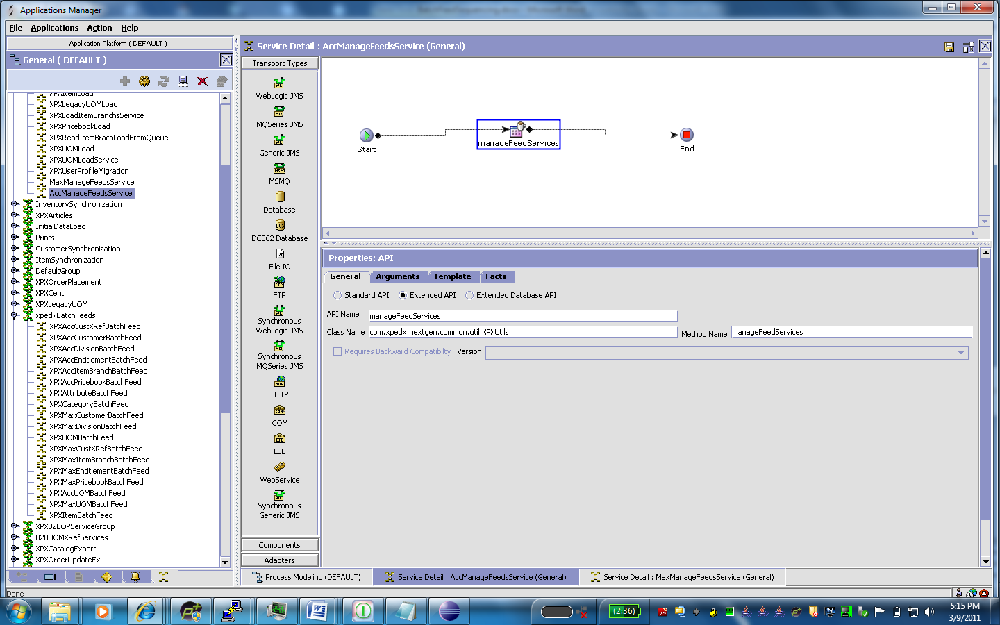 Applications Manager
File Applications Action Help
Application Platform ( DEFAULT )
General ( DEFAULT )
XPXItemLoad
XPXLegacyUOMLoad
XPXLoadItemBranchsService
XPXPricebookLoad
XPXReadItemBrachLoadFromQueue
XPXUOMLoad
XPXUOMLoadService
XPXUserProfileMigration
MaxManageFeedsService
AccManageFeedsService
InventorySynchronization
XPXArticles
InitialDataLoad
Prints
CustomerSynchronization
ItemSynchronization
DefaultGroup
XPXOrderPlacement
XPXCent
XPXLegacyUOM
xpedxBatchFeeds
XPXAccCustXRefBatchFeed
XPXAccCustomerBatchFeed
XPXAccDivisionBatchFeed
XPXAccEntitlementBatchFeed
XPXAccItemBranchBatchFeed
XPXAccPricebookBatchFeed
XPXAttributeBatchFeed
XPXCategoryBatchFeed
XPXMaxCustomerBatchFeed
XPXMaxDivisionBatchFeed
XPXUOMBatchFeed
XPXMaxCustXRefBatchFeed
XPXMaxItemBranchBatchFeed
XPXMaxEntitlementBatchFeed
XPXMaxPricebookBatchFeed
XPXAccUOMBatchFeed
XPXMaxUOMBatchFeed
XPXItemBatchFeed
XPXB2BOPServiceGroup
B2BUOMXRefServices
XPXCatalogExport
XPXOrderUpdateEx
Service Detail : AccManageFeedsService (General)
Transport Types
WebLogic JMS
MQSeries JMS
Generic JMS
MSMQ
Database
DCS62 Database
File IO
FTP
Synchronous
WebLogic JMS
Synchronous
MQSeries JMS
HTTP
COM
EJB
WebService
Synchronous
Generic JMS
Components
Adapters
Start
manageFeedServices
End
Properties: API
General Arguments Template Facts
Standard API Extended API Extended Database API
API Name manageFeedServices
Class Name com.xpedx.nextgen.common.util.XPXUtils Method Name manageFeedServices
Requires Backward Compatibilty Version
Process Modeling (DEFAULT) Service Detail : AccManageFeedsService (General) Service Detail : MaxManageFeedsService (General)
Done
(2:36)
5:15 PM
3/9/2011